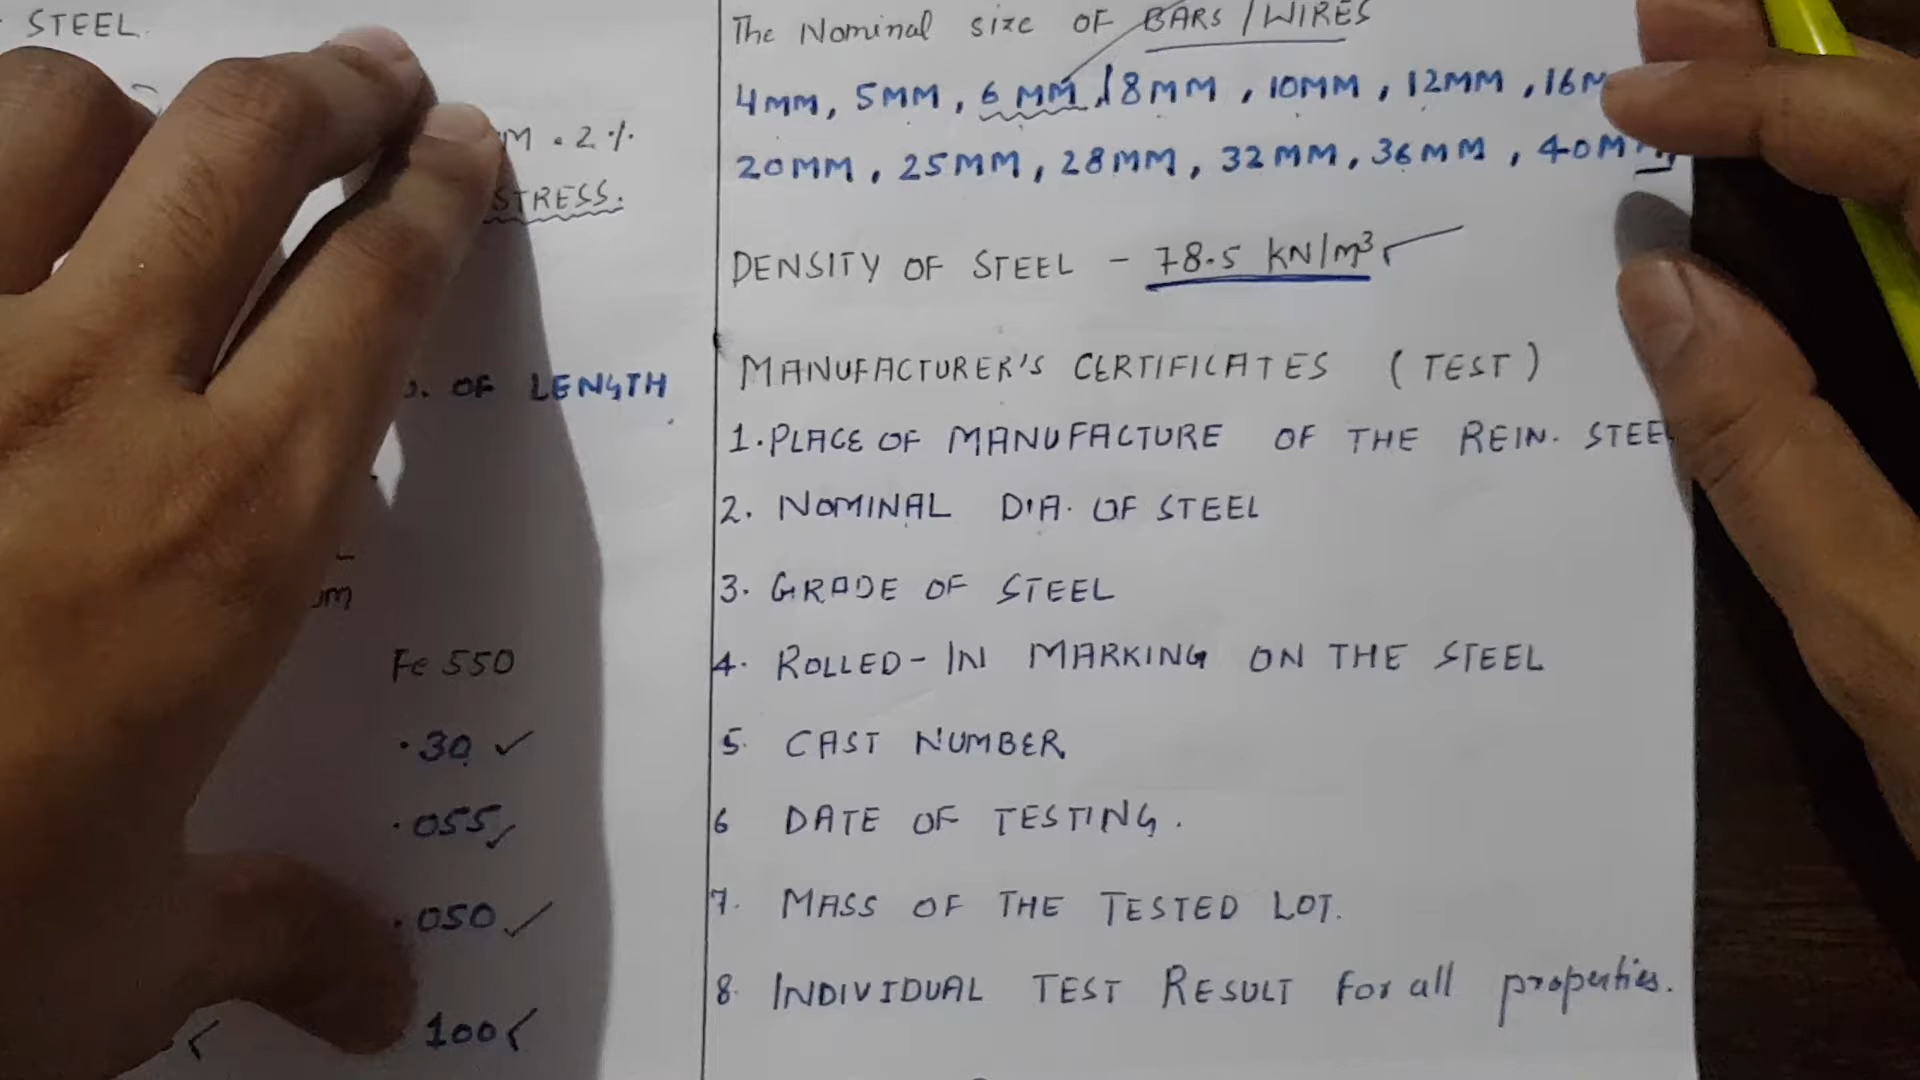 STEEL.
M .2%
STRESS.
OF LENGTH
Fe 550
.30
.055
.050
100
The Nominal size OF BARS/WIRES
4MM, 5MM, 6 MM, 8MM, 10MM, 12MM, 16M
20MM, 25MM, 28MM, 32MM, 36MM, 40MM,
DENSITY OF STEEL - 78.5 KN/m³
MANUFACTURER'S CERTIFICATES (TEST)
1. PLACE OF MANUFACTURE OF THE REIN. STEEL
2. NOMINAL DIA. OF STEEL
3. GRADE OF STEEL
4. ROLLED-IN MARKING ON THE STEEL
5. CAST NUMBER
6 DATE OF TESTING.
7. MASS OF THE TESTED LOT.
8. INDIVIDUAL TEST RESULT for all properties.